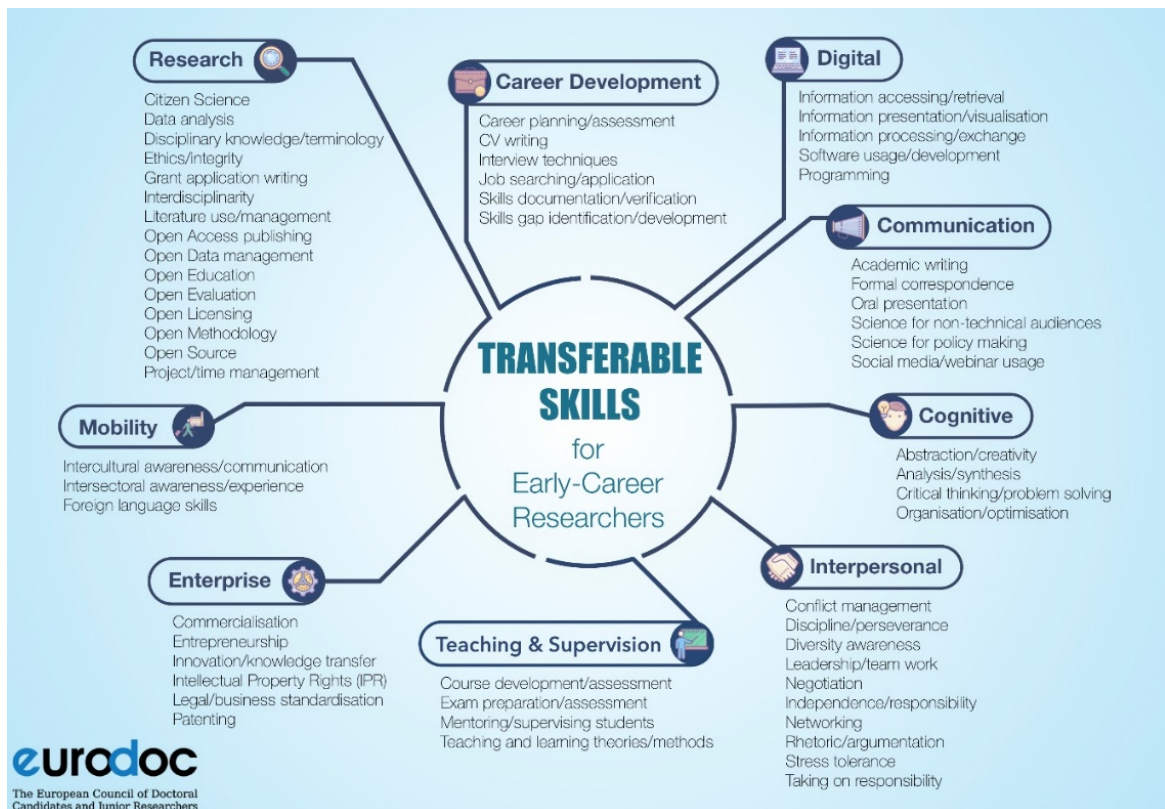 Research
Citizen Science
Data analysis
Disciplinary knowledge/terminology
Ethics/integrity
Grant application writing
Interdisciplinarity
Literature use/management
Open Access publishing
Open Data management
Open Education
Open Evaluation
Open Licensing
Open Methodology
Open Source
Project/time management
Career Development
Career planning/assessment
CV writing
Interview techniques
Job searching/application
Skills documentation/verification
Skills gap identification/development
Digital
Information accessing/retrieval
Information presentation/visualisation
Information processing/exchange
Software usage/development
Programming
Communication
Academic writing
Formal correspondence
Oral presentation
Science for non-technical audiences
Science for policy making
Social media/webinar usage
TRANSFERABLE
SKILLS
for
Early-Career
Researchers
Mobility
Intercultural awareness/communication
Intersectoral awareness/experience
Foreign language skills
Cognitive
Abstraction/creativity
Analysis/synthesis
Critical thinking/problem solving
Organisation/optimisation
Enterprise
Commercialisation
Entrepreneurship
Innovation/knowledge transfer
Intellectual Property Rights (IPR)
Legal/business standardisation
Patenting
Teaching & Supervision
Course development/assessment
Exam preparation/assessment
Mentoring/supervising students
Teaching and learning theories/methods
Interpersonal
Conflict management
Discipline/perseverance
Diversity awareness
Leadership/team work
Negotiation
Independence/responsibility
Networking
Rhetoric/argumentation
Stress tolerance
Taking on responsibility
eurodoc
The European Council of Doctoral
Candidates and Junior Researchers